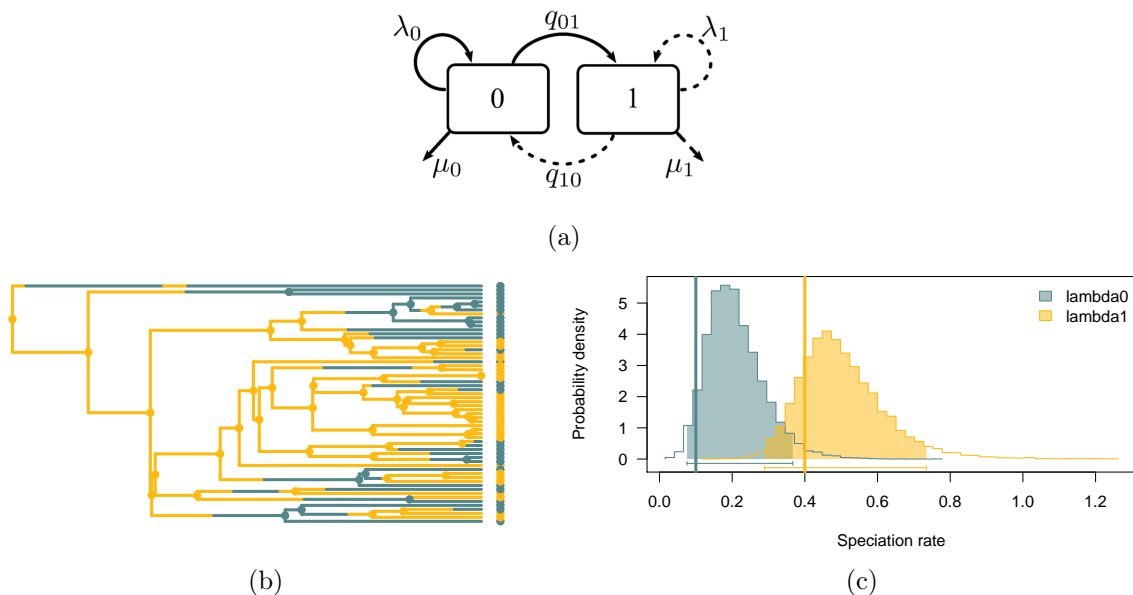 λ₀ q₀₁ λ₁
0 1
μ₀ q₁₀ μ₁
(a)
lambda0
lambda1
Probability density
5
4
3
2
1
0
0.0 0.2 0.4 0.6 0.8 1.0 1.2
Speciation rate
(b) (c)